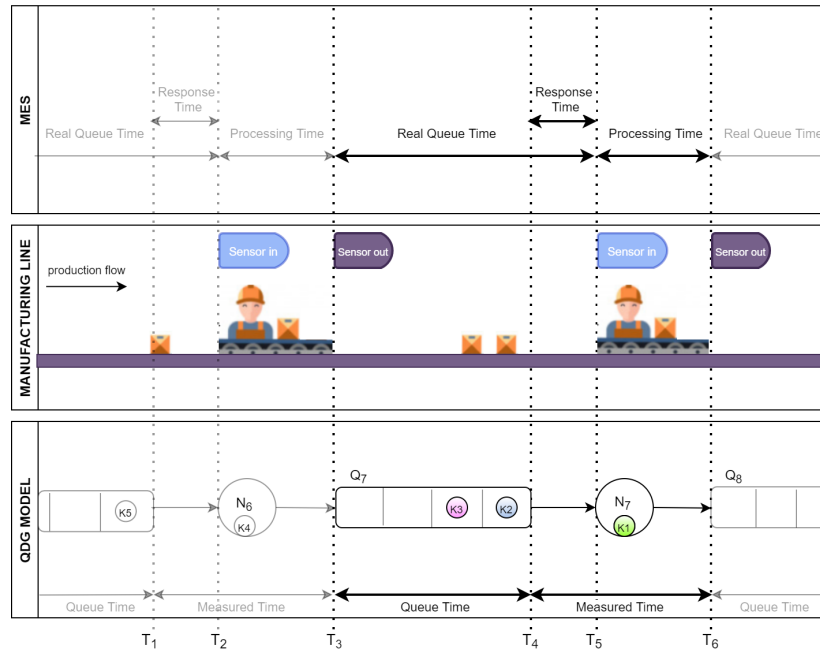 MES
Response
Time
Response
Time
Real Queue Time
Processing Time
Real Queue Time
Processing Time
Real Queue Time
MANUFACTURING LINE
Sensor in
Sensor out
Sensor in
Sensor out
production flow
QDG MODEL
Q7
Q8
N6
N7
K5
K4
K3
K2
K1
Queue Time
Measured Time
Queue Time
Measured Time
Queue Time
T1
T2
T3
T4
T5
T6